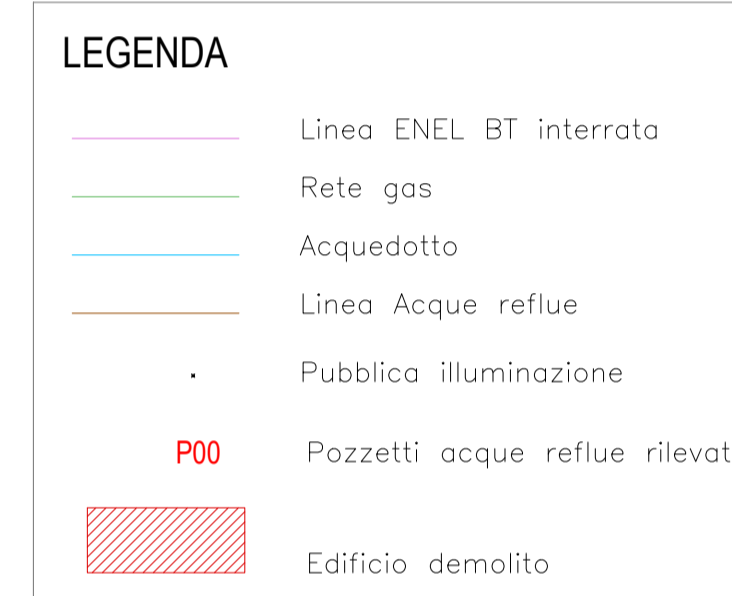 LEGENDA
Linea ENEL BT interrata
Rete gas
Acquedotto
Linea Acque reflue
Pubblica illuminazione
P00 Pozzetti acque reflue rilevat
Edificio demolito